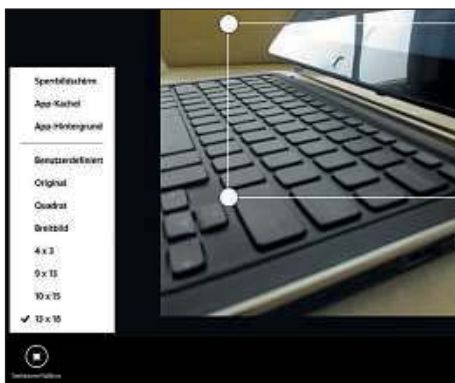 Sperrbildschirm
App-Kachel
App-Hintergrund
Benutzerdefiniert
Original
Quadrat
Breitbild
4 x 3
9 x 13
10 x 15
13 x 18